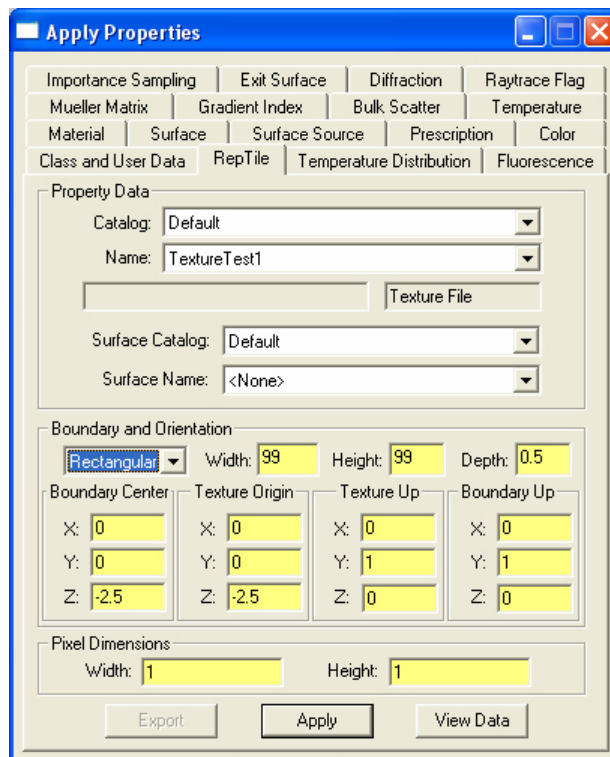 Apply Properties
Importance Sampling Exit Surface Diffraction Raytrace Flag
Mueller Matrix Gradient Index Bulk Scatter Temperature
Material Surface Surface Source Prescription Color
Class and User Data RepTile Temperature Distribution Fluorescence
Property Data
Catalog: Default
Name: TextureTest1
Texture File
Surface Catalog: Default
Surface Name: <None>
Boundary and Orientation
Rectangular Width: 99 Height: 99 Depth: 0.5
Boundary Center Texture Origin Texture Up Boundary Up
X: 0 X: 0 X: 0 X: 0
Y: 0 Y: 0 Y: 1 Y: 1
Z: -2.5 Z: -2.5 Z: 0 Z: 0
Pixel Dimensions
Width: 1 Height: 1
Export Apply View Data